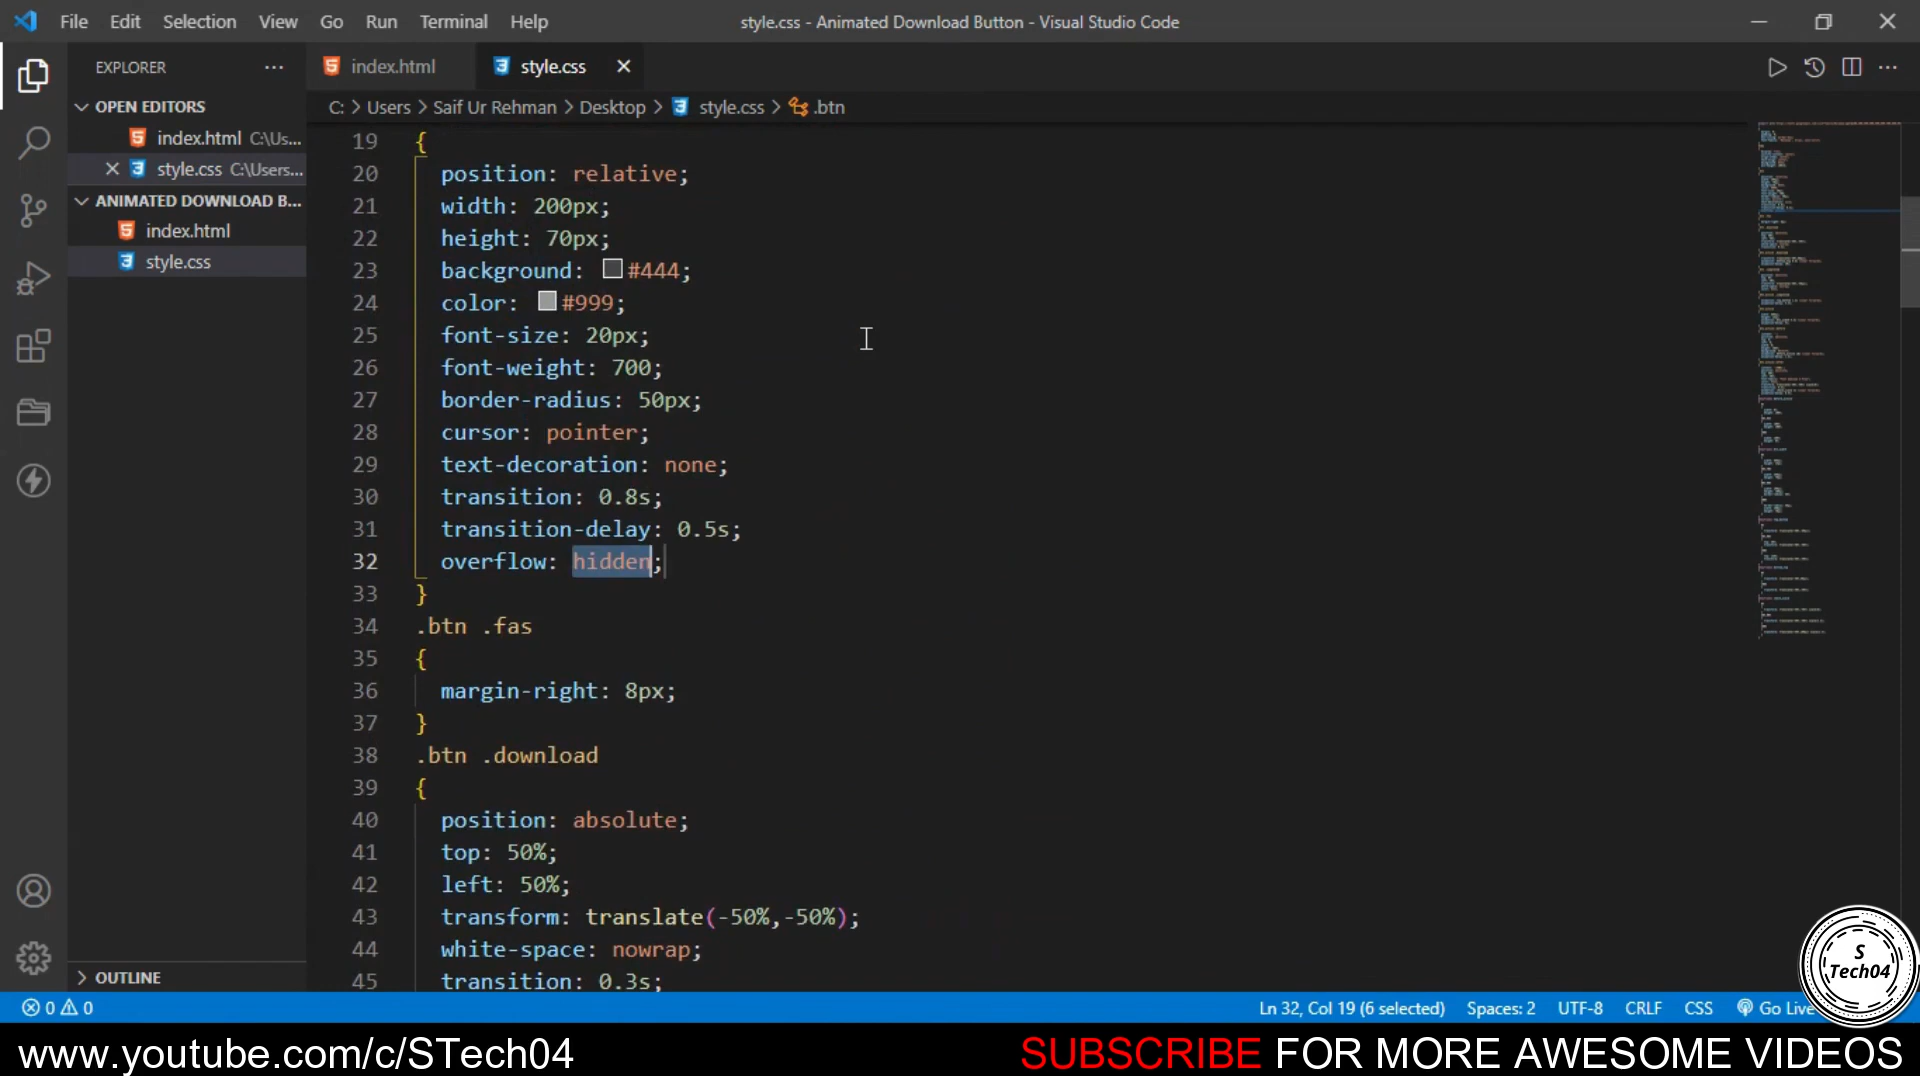 File Edit Selection View Go Run Terminal Help style.css - Animated Download Button - Visual Studio Code
EXPLORER ...
index.html style.css
OPEN EDITORS
index.html C:\Us...
style.css C:\Users...
ANIMATED DOWNLOAD B...
index.html
style.css
OUTLINE
C: > Users > Saif Ur Rehman > Desktop > style.css > .btn
19 {
20 position: relative;
21 width: 200px;
22 height: 70px;
23 background: #444;
24 color: #999;
25 font-size: 20px;
26 font-weight: 700;
27 border-radius: 50px;
28 cursor: pointer;
29 text-decoration: none;
30 transition: 0.8s;
31 transition-delay: 0.5s;
32 overflow: hidden;
33 }
34 .btn .fas
35 {
36 margin-right: 8px;
37 }
38 .btn .download
39 {
40 position: absolute;
41 top: 50%;
42 left: 50%;
43 transform: translate(-50%,-50%);
44 white-space: nowrap;
45 transition: 0.3s;
S
Tech04
0 0 Ln 32, Col 19 (6 selected) Spaces: 2 UTF-8 CRLF CSS Go Live
www.youtube.com/c/STech04 SUBSCRIBE FOR MORE AWESOME VIDEOS